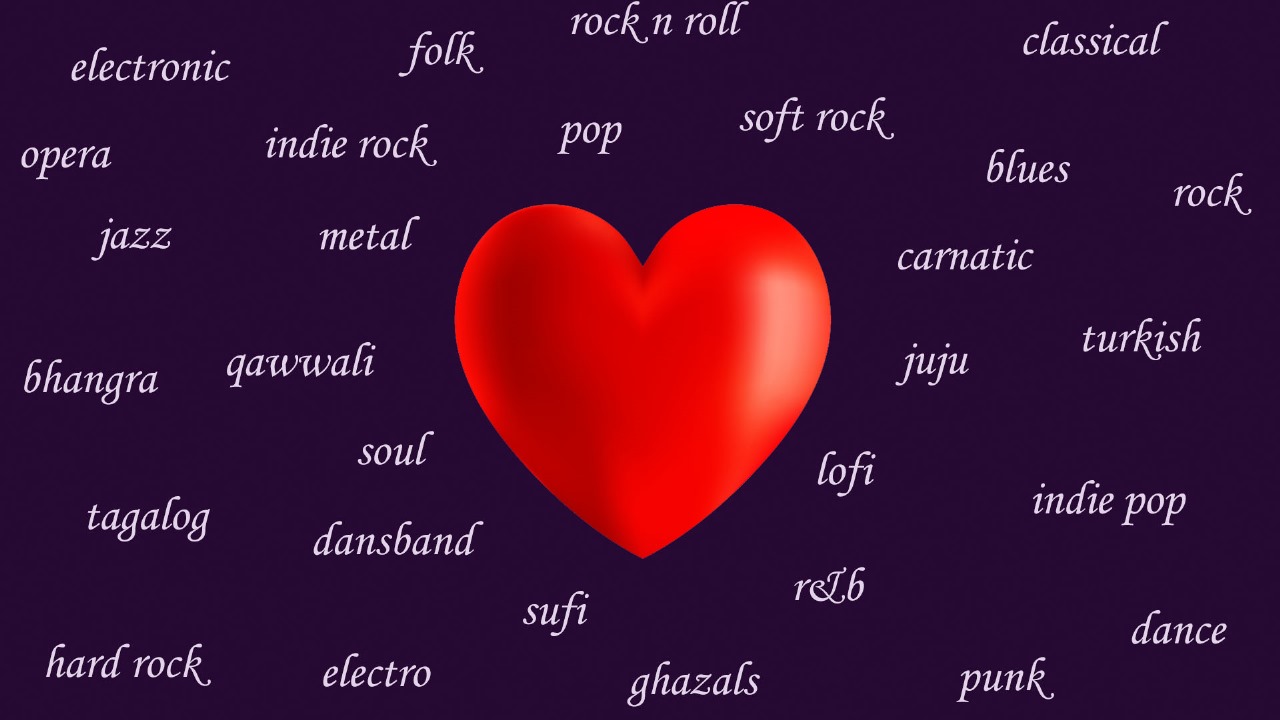 rock n roll
electronic
folk
classical
opera
indie rock
pop
soft rock
blues
rock
jazz
metal
carnatic
bhangra
qawwali
juju
turkish
soul
lofi
tagalog
dansband
indie pop
sufi
r&b
dance
hard rock
electro
ghazals
punk